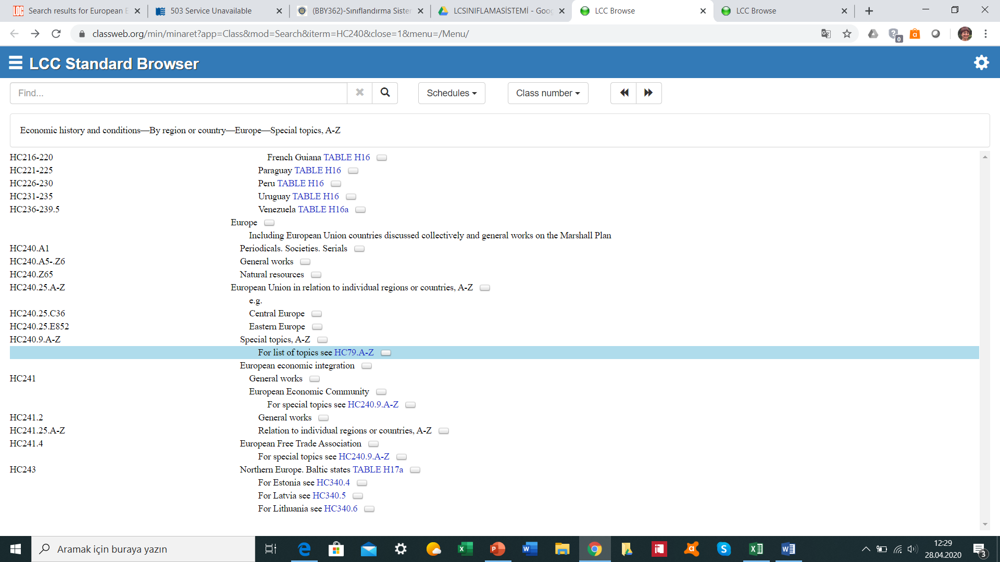 Search results for European E
503 Service Unavailable
(BBY362)-Sınıflandırma Sister
LCSINIFLAMASİSTEMİ - Goog
LCC Browse
LCC Browse
classweb.org/min/minaret?app=Class&mod=Search&iterm=HC240&close=1&menu=/Menu/
LCC Standard Browser
Find...
Schedules
Class number
Economic history and conditions—By region or country—Europe—Special topics, A-Z
HC216-220 French Guiana TABLE H16
HC221-225 Paraguay TABLE H16
HC226-230 Peru TABLE H16
HC231-235 Uruguay TABLE H16
HC236-239.5 Venezuela TABLE H16a
Europe
Including European Union countries discussed collectively and general works on the Marshall Plan
HC240.A1 Periodicals. Societies. Serials
HC240.A5-.Z6 General works
HC240.Z65 Natural resources
HC240.25.A-Z European Union in relation to individual regions or countries, A-Z
e.g.
HC240.25.C36 Central Europe
HC240.25.E852 Eastern Europe
HC240.9.A-Z Special topics, A-Z
For list of topics see HC79.A-Z
European economic integration
HC241 General works
European Economic Community
For special topics see HC240.9.A-Z
HC241.2 General works
HC241.25.A-Z Relation to individual regions or countries, A-Z
HC241.4 European Free Trade Association
For special topics see HC240.9.A-Z
HC243 Northern Europe. Baltic states TABLE H17a
For Estonia see HC340.4
For Latvia see HC340.5
For Lithuania see HC340.6
Aramak için buraya yazın
12:29
28.04.2020
3